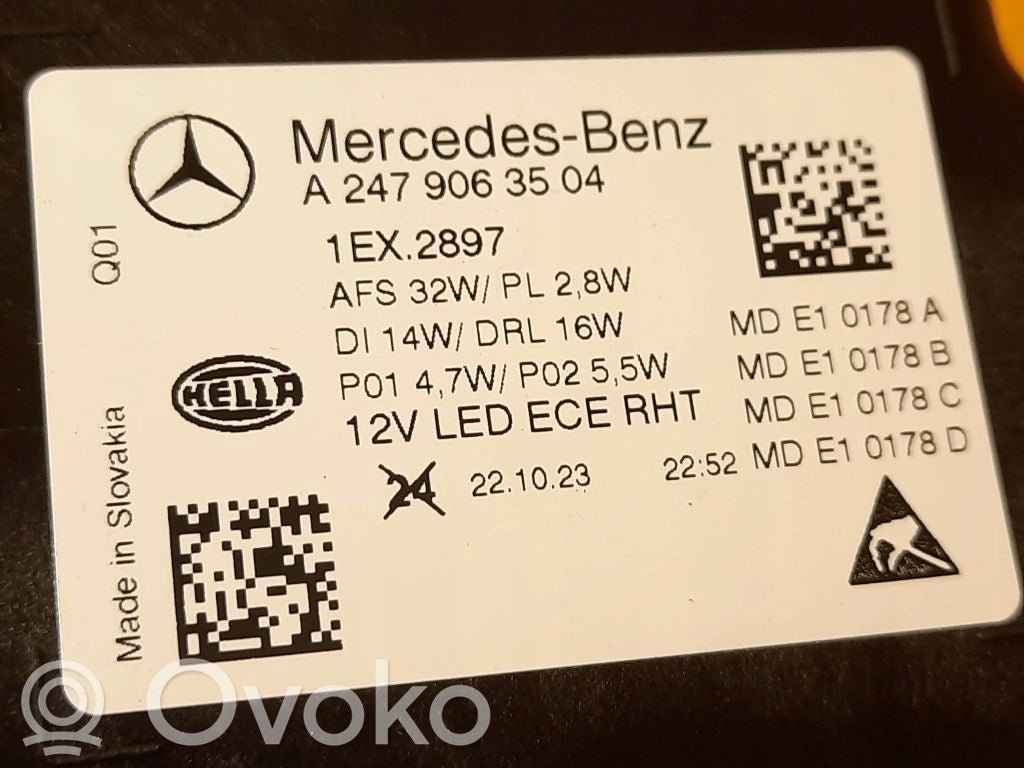 Mercedes-Benz
A 247 906 35 04
1EX.2897
AFS 32W/ PL 2,8W
DI 14W/ DRL 16W
P01 4,7W/ P02 5,5W
12V LED ECE RHT
24 22.10.23 22:52
MD E1 0178 A
MD E1 0178 B
MD E1 0178 C
MD E1 0178 D
HELLA
Q01
Made in Slovakia
Ovoko